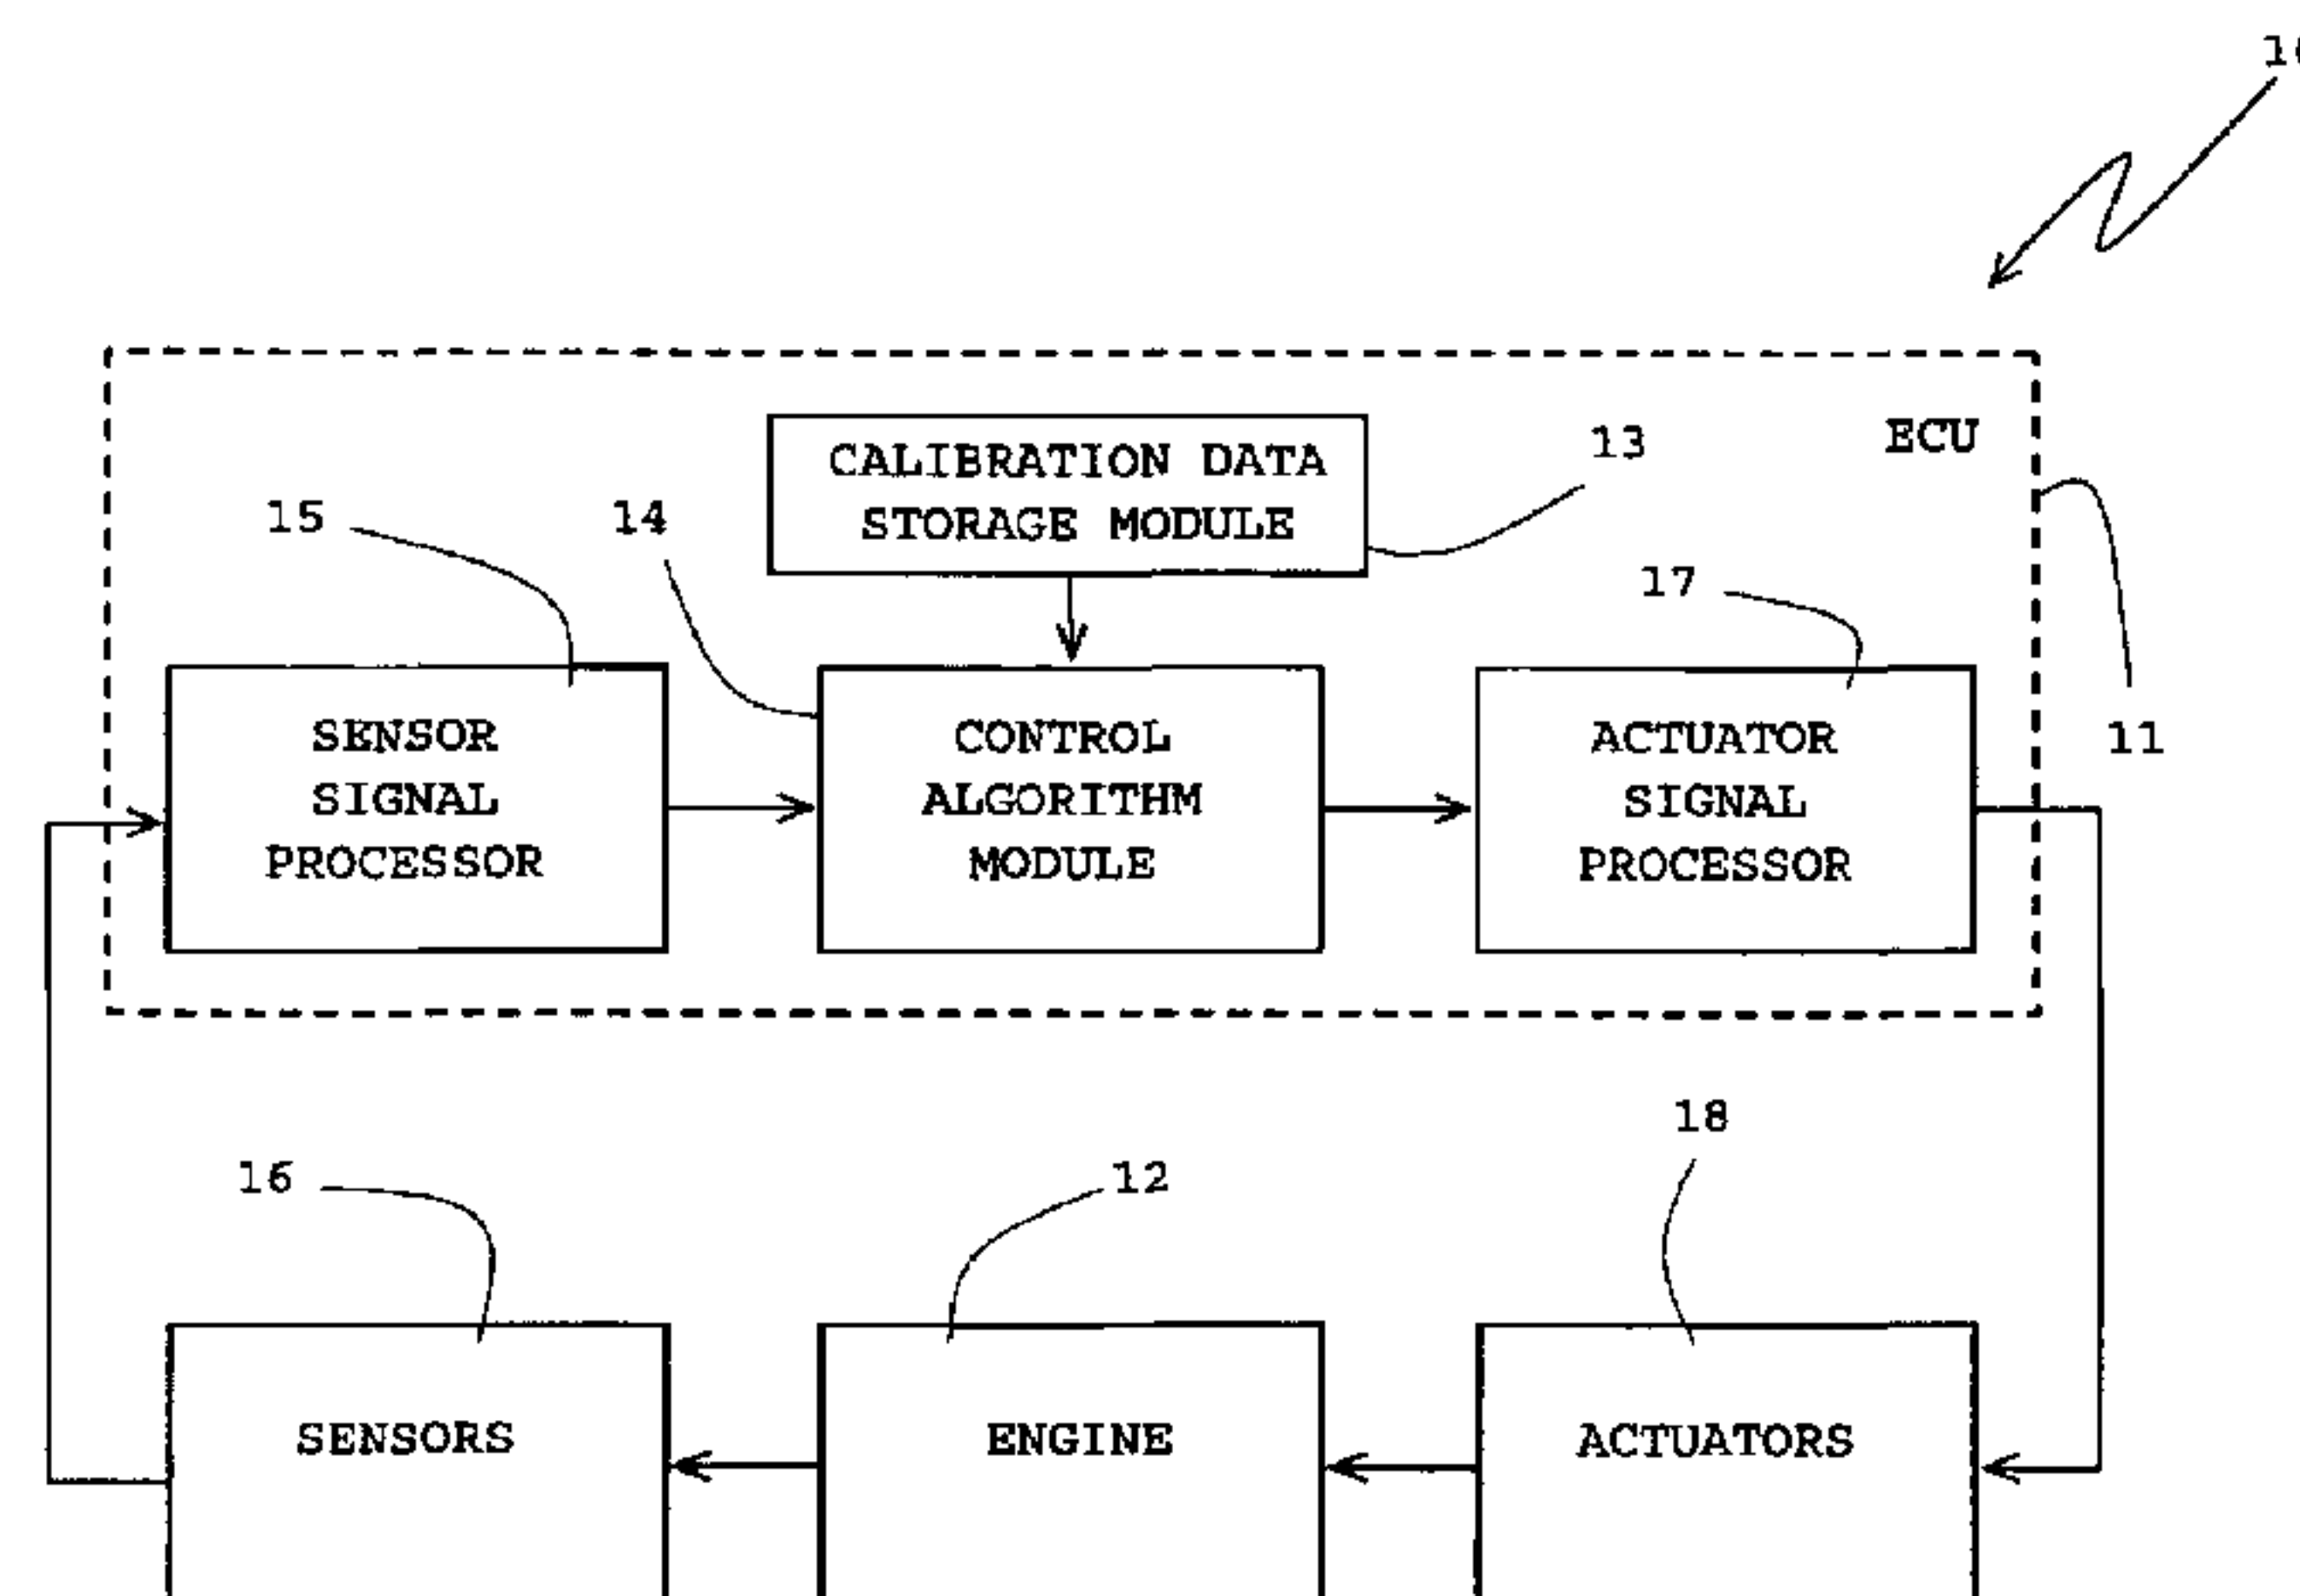 ECU
CALIBRATION DATA
STORAGE MODULE
13
15
14
17
SENSOR
SIGNAL
PROCESSOR
CONTROL
ALGORITHM
MODULE
ACTUATOR
SIGNAL
PROCESSOR
11
18
16
12
SENSORS
ENGINE
ACTUATORS